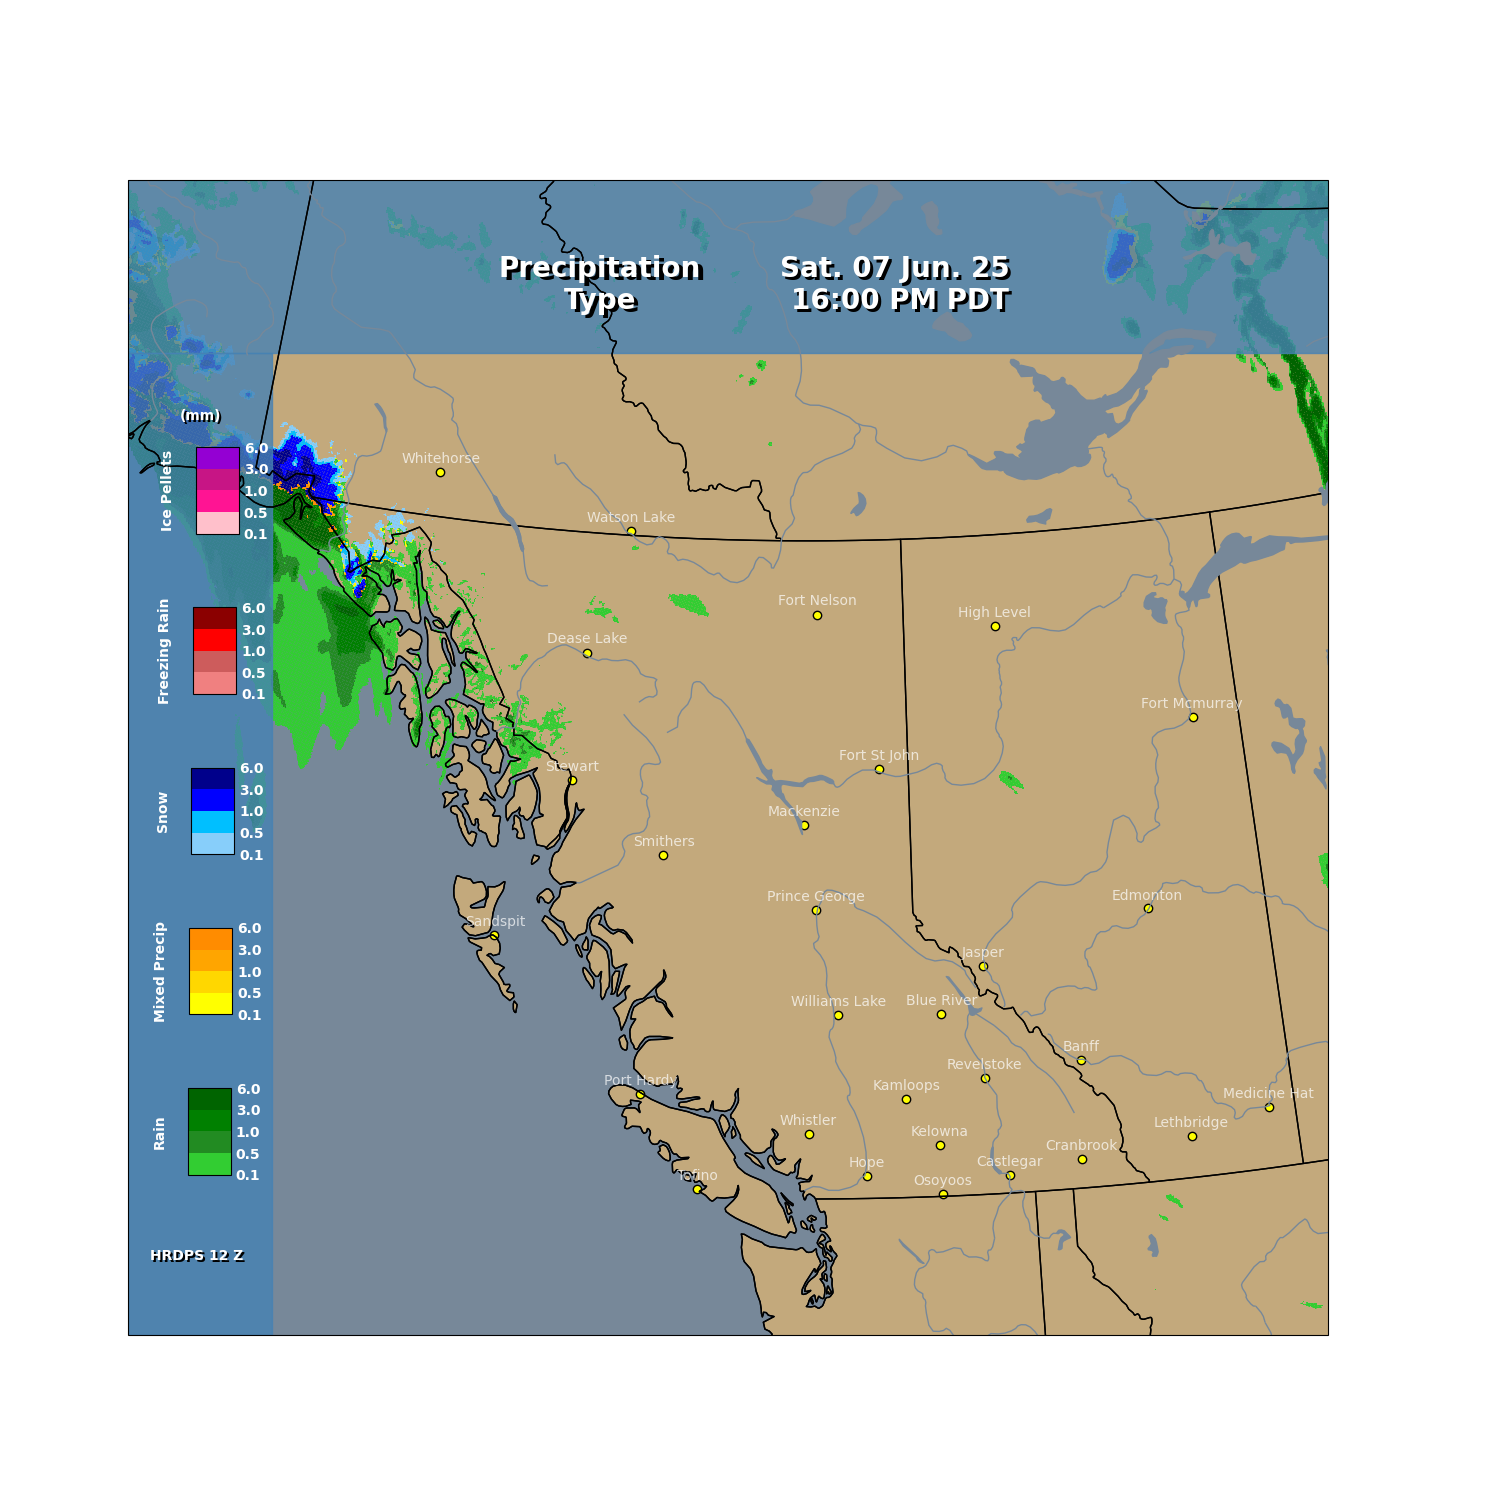 Precipitation
Type
Sat. 07 Jun. 25
16:00 PM PDT
(mm)
Ice Pellets
6.0
3.0
1.0
0.5
0.1
Freezing Rain
6.0
3.0
1.0
0.5
0.1
Snow
6.0
3.0
1.0
0.5
0.1
Mixed Precip
6.0
3.0
1.0
0.5
0.1
Rain
6.0
3.0
1.0
0.5
0.1
HRDPS 12 Z
Whitehorse
Watson Lake
Fort Nelson
High Level
Dease Lake
Fort Mcmurray
Fort St John
Stewart
Mackenzie
Smithers
Prince George
Edmonton
Sandspit
Jasper
Williams Lake
Blue River
Banff
Revelstoke
Port Hardy
Kamloops
Medicine Hat
Whistler
Lethbridge
Kelowna
Cranbrook
Hope
Castlegar
Tofino
Osoyoos